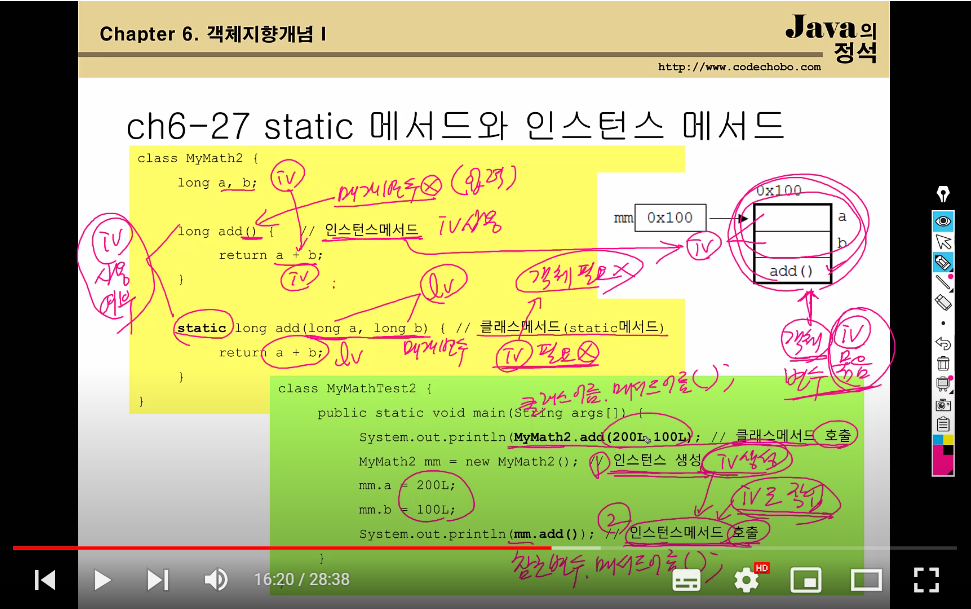 Chapter 6. 객체지향개념 I
Java의
정석
http://www.codechobo.com
ch6-27 static 메서드와 인스턴스 메서드
class MyMath2 {
long a, b; iv
매개변수 (입력)
0x100
mm 0x100 a
long add() { // 인스턴스메서드 iv사용
iv
b
return a + b;
iv
iv
사용
여부
add()
}
객체 필요X
lv
static long add(long a, long b) { // 클래스메서드(static메서드)
객체 iv
return a + b; lv 매개변수 iv 필요
변수 묶음
}
}
class MyMathTest2 {
클래스이름.메서드이름();
public static void main(String args[]) {
System.out.println(MyMath2.add(200L, 100L); // 클래스메서드 호출
MyMath2 mm = new MyMath2(); // 인스턴스 생성 iv생성
1
mm.a = 200L;
iv로 작업
mm.b = 100L;
2
System.out.println(mm.add()); // 인스턴스메서드 호출
}
참조변수.메서드이름();
16:20 / 28:38
HD